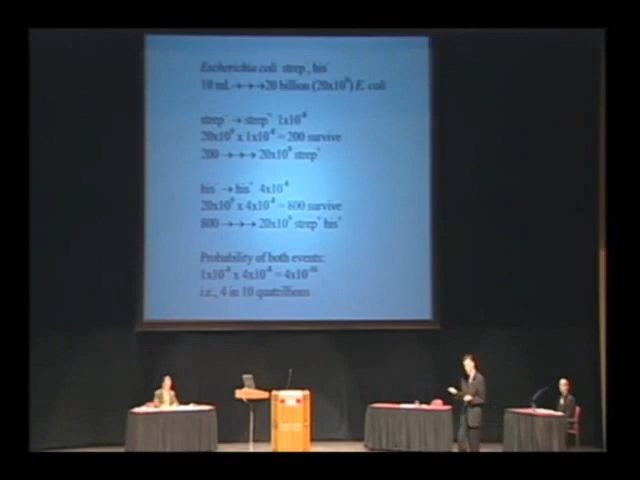 Escherichia coli strep⁻, his⁻
10 mL→→→20 billion (20x10⁹) E. coli
strep⁻ → strep⁺ 1x10⁻⁸
20x10⁹ x 1x10⁻⁸ = 200 survive
200 →→→ 20x10⁹ strep⁺
his⁻ → his⁺ 4x10⁻⁸
20x10⁹ x 4x10⁻⁸ = 800 survive
800 →→→ 20x10⁹ strep⁺ his⁺
Probability of both events:
1x10⁻⁸ x 4x10⁻⁸ = 4x10⁻¹⁶
i.e., 4 in 10 quatrillions